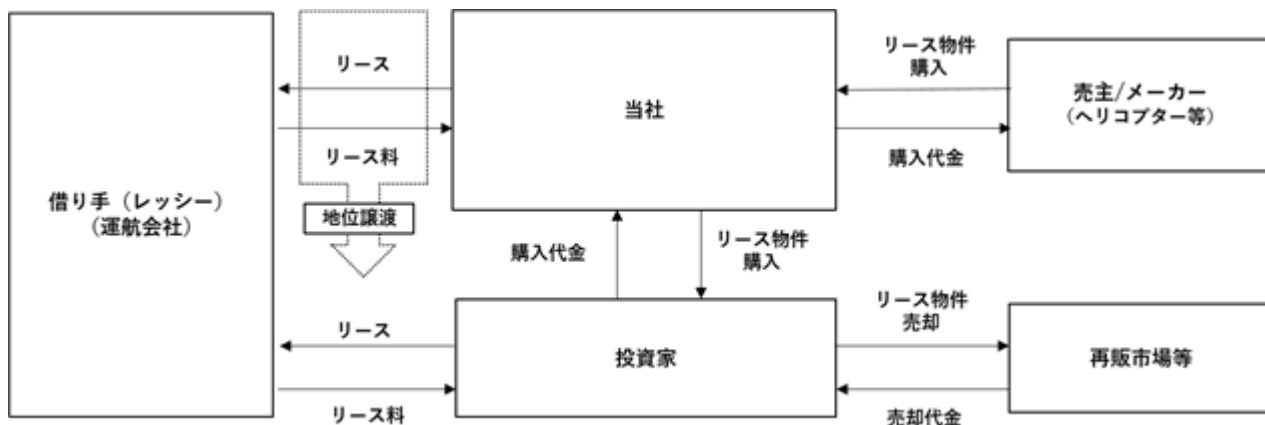 借り手（レッシー）
（運航会社）
リース
リース料
地位譲渡
当社
リース物件
購入
購入代金
売主/メーカー
（ヘリコプター等）
購入代金
リース物件
購入
リース
リース料
投資家
リース物件
売却
売却代金
再販市場等